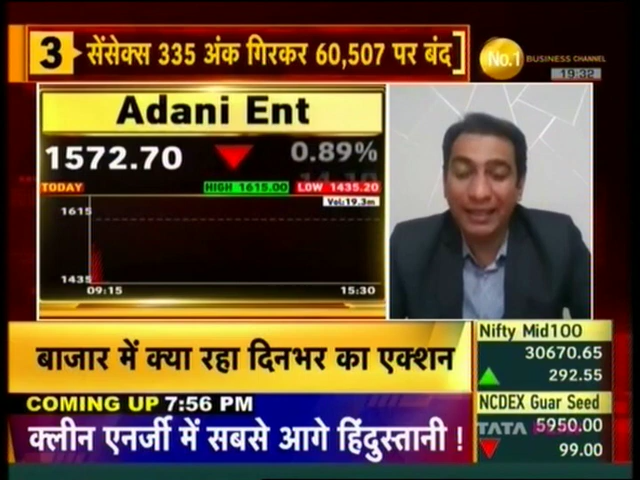 3 सेंसेक्स 335 अंक गिरकर 60,507 पर बंद
No.1 BUSINESS CHANNEL
19:32
Adani Ent
1572.70 0.89%
TODAY HIGH 1615.00 LOW 1435.20
Vol:19.3m
1615
1435
09:15 15:30
बाजार में क्या रहा दिनभर का एक्शन
Nifty Mid100
30670.65
292.55
COMING UP 7:56 PM
क्लीन एनर्जी में सबसे आगे हिंदुस्तानी !
NCDEX Guar Seed
5950.00
TATA
99.00